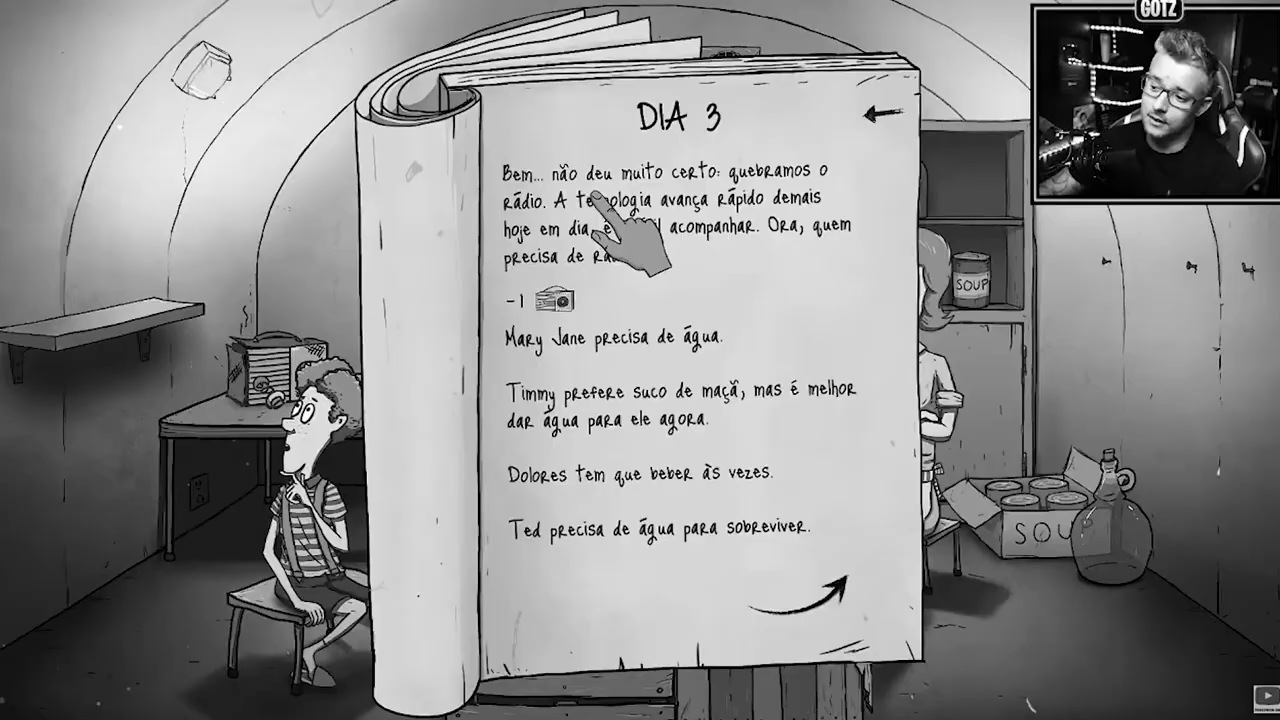 GOTZ
DIA 3
Bem... não deu muito certo: quebramos o
rádio. A tecnologia avança rápido demais
hoje em dia, e acompanhar. Ora, quem
precisa de
-1
Mary Jane precisa de água.
Timmy prefere suco de maçã, mas é melhor
dar água para ele agora.
Dolores tem que beber às vezes.
Ted precisa de água para sobreviver.
SOUP
SOU